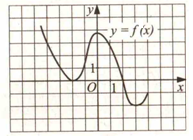 y
y = f(x)
1
O 1 x